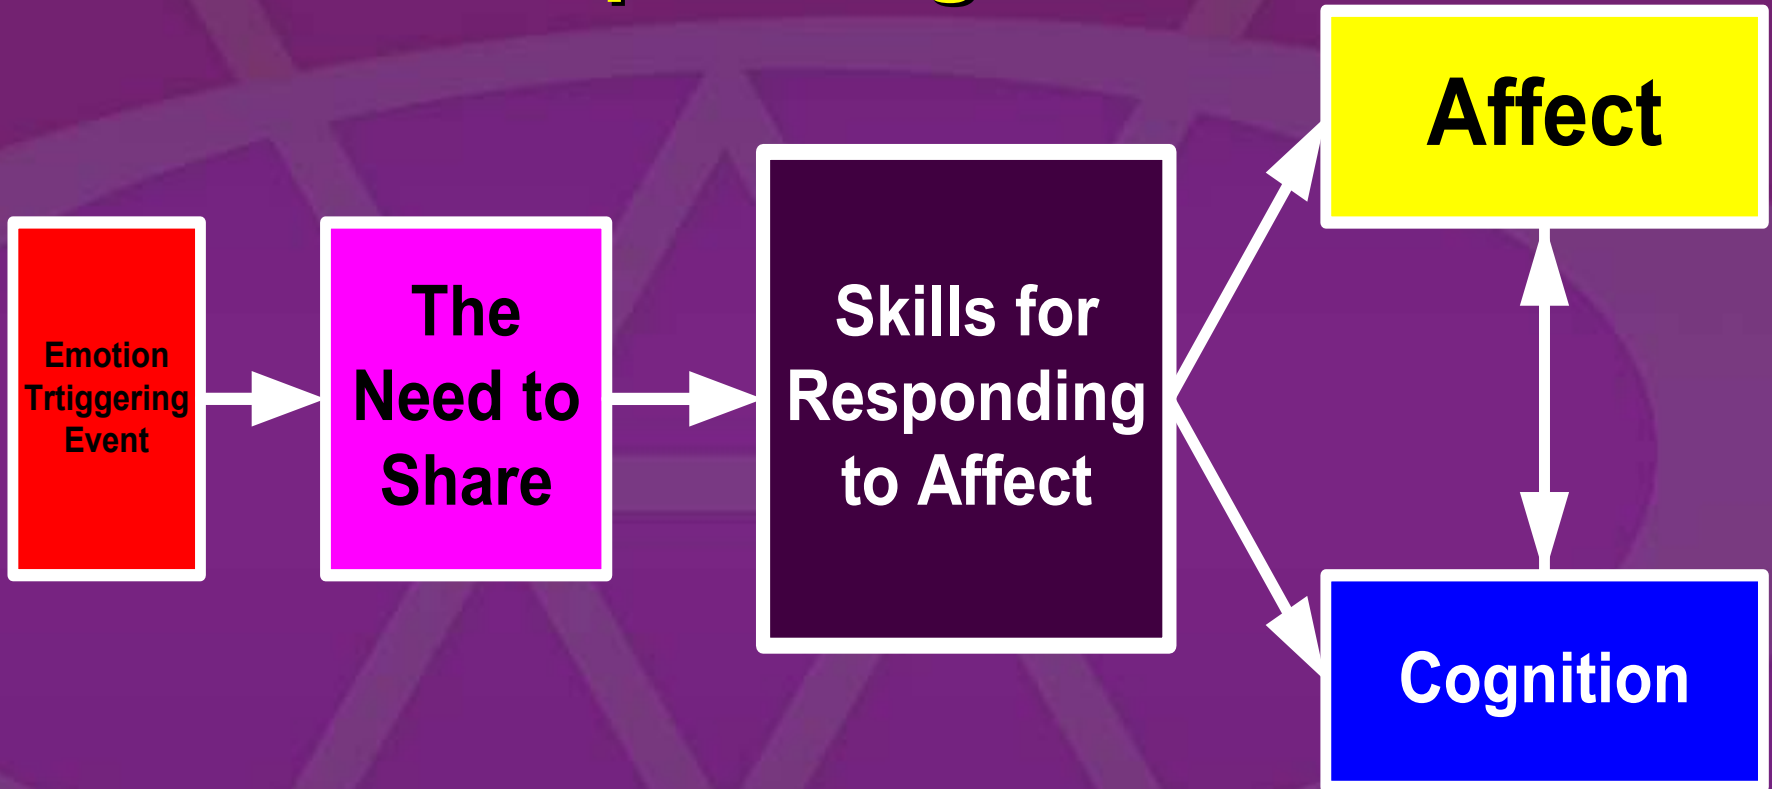 Emotion
Trtiggering
Event
The
Need to
Share
Skills for
Responding
to Affect
Affect
Cognition